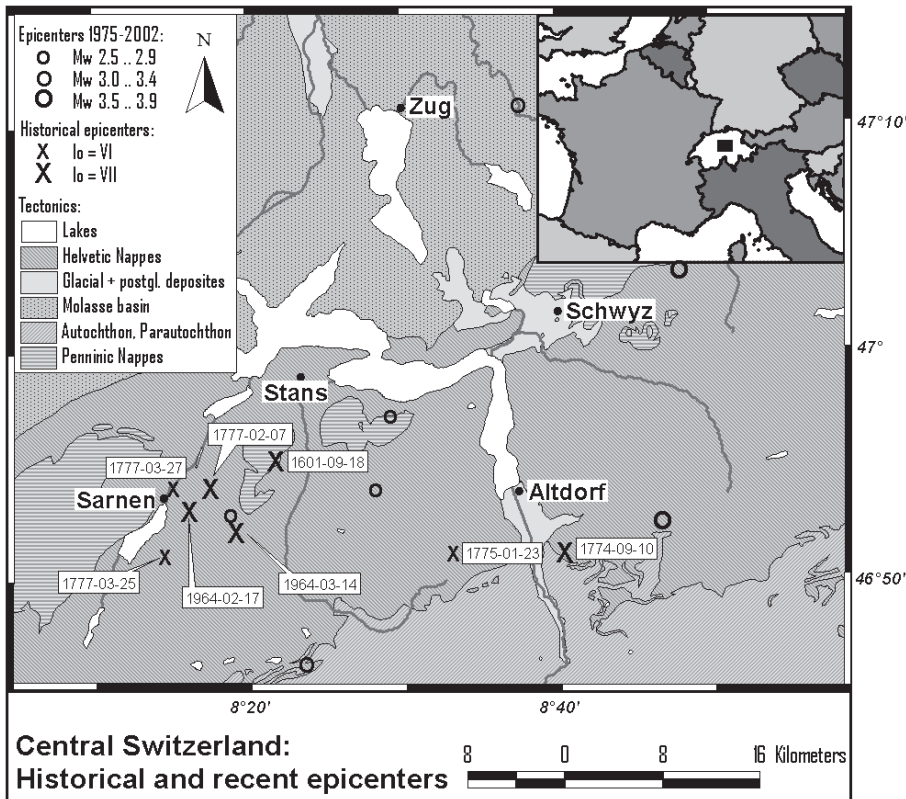 Epicenters 1975-2002:
Mw 2.5 .. 2.9
Mw 3.0 .. 3.4
Mw 3.5 .. 3.9
N
Historical epicenters:
Io = VI
Io = VII
Tectonics:
Lakes
Helvetic Nappes
Glacial + postgl. deposites
Molasse basin
Autochthon, Parautochthon
Penninic Nappes
Zug
47°10'
Schwyz
47°
Stans
1777-02-07
1777-03-27
1601-09-18
Sarnen
Altdorf
1775-01-23
1774-09-10
1777-03-25
1964-03-14
1964-02-17
46°50'
8°20'
8°40'
Central Switzerland:
Historical and recent epicenters
8 0 8 16 Kilometers